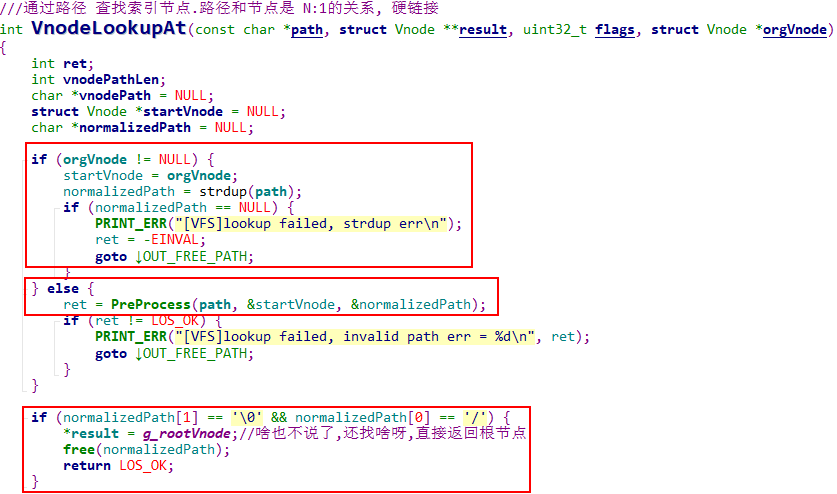 ///通过路径 查找索引节点.路径和节点是 N:1的关系, 硬链接
int VnodeLookupAt(const char *path, struct Vnode **result, uint32_t flags, struct Vnode *orgVnode)
{
    int ret;
    int vnodePathLen;
    char *vnodePath = NULL;
    struct Vnode *startVnode = NULL;
    char *normalizedPath = NULL;
    if (orgVnode != NULL) {
        startVnode = orgVnode;
        normalizedPath = strdup(path);
        if (normalizedPath == NULL) {
            PRINT_ERR("[VFS]lookup failed, strdup err\n");
            ret = -EINVAL;
            goto ↓OUT_FREE_PATH;
        }
    } else {
        ret = PreProcess(path, &startVnode, &normalizedPath);
        if (ret != LOS_OK) {
            PRINT_ERR("[VFS]lookup failed, invalid path err = %d\n", ret);
            goto ↓OUT_FREE_PATH;
        }
    }
    if (normalizedPath[1] == '\0' && normalizedPath[0] == '/') {
        *result = g_rootVnode;//啥也不说了,还找啥呀,直接返回根节点
        free(normalizedPath);
        return LOS_OK;
    }